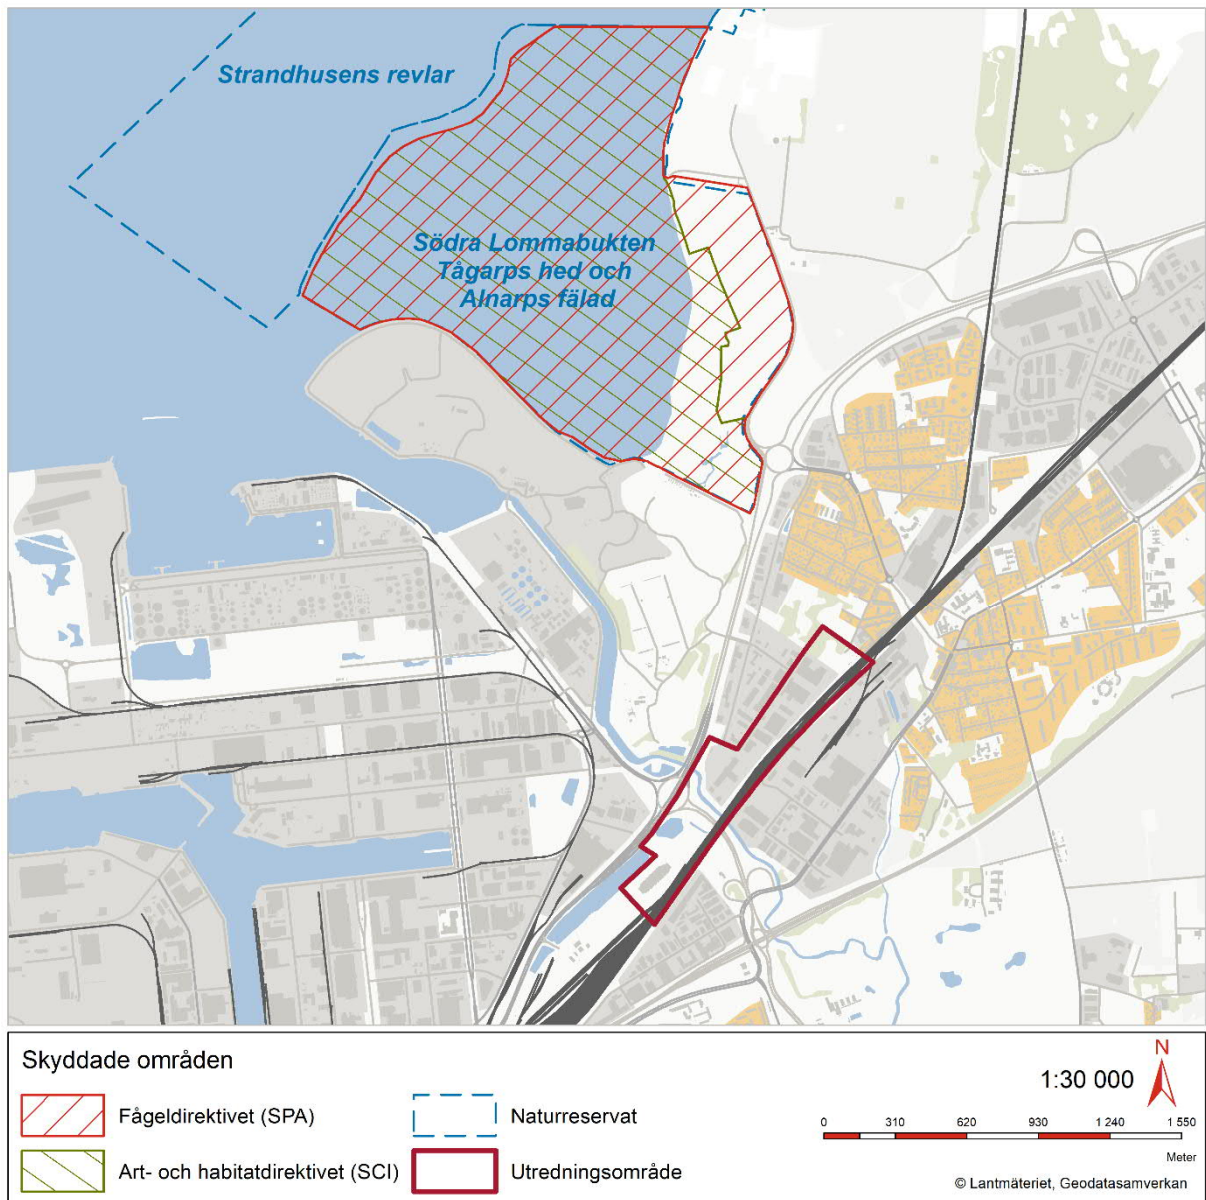 Strandhusens revlar
Södra Lommabukten
Tågarps hed och
Alnarps fälad
Skyddade områden
Fågeldirektivet (SPA)
Art- och habitatdirektivet (SCI)
Naturreservat
Utredningsområde
1:30 000
N
0 310 620 930 1 240 1 550
Meter
© Lantmäteriet, Geodatasamverkan